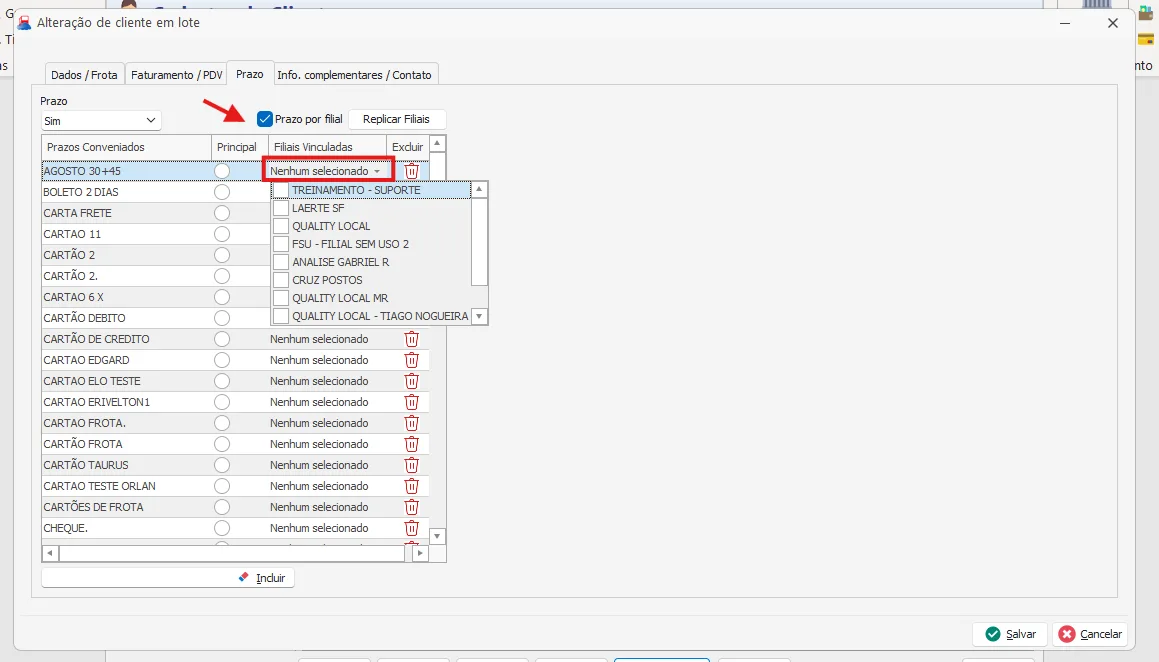 Alteração de cliente em lote
Dados / Frota
Faturamento / PDV
Prazo
Info. complementares / Contato
Prazo
Sim
Prazo por filial
Replicar Filiais
Prazos Conveniados
Principal
Filiais Vinculadas
Excluir
AGOSTO 30+45
Nenhum selecionado
BOLETO 2 DIAS
CARTA FRETE
CARTAO 11
CARTÃO 2
CARTÃO 2.
CARTAO 6 X
CARTÃO DEBITO
TREINAMENTO - SUPORTE
LAERTE SF
QUALITY LOCAL
FSU - FILIAL SEM USO 2
ANALISE GABRIEL R
CRUZ POSTOS
QUALITY LOCAL MR
QUALITY LOCAL - TIAGO NOGUEIRA
CARTÃO DE CREDITO Nenhum selecionado
CARTAO EDGARD Nenhum selecionado
CARTAO ELO TESTE Nenhum selecionado
CARTAO ERIVELTON1 Nenhum selecionado
CARTAO FROTA. Nenhum selecionado
CARTÃO FROTA Nenhum selecionado
CARTÃO TAURUS Nenhum selecionado
CARTAO TESTE ORLAN Nenhum selecionado
CARTÕES DE FROTA Nenhum selecionado
CHEQUE. Nenhum selecionado
Incluir
Salvar
Cancelar